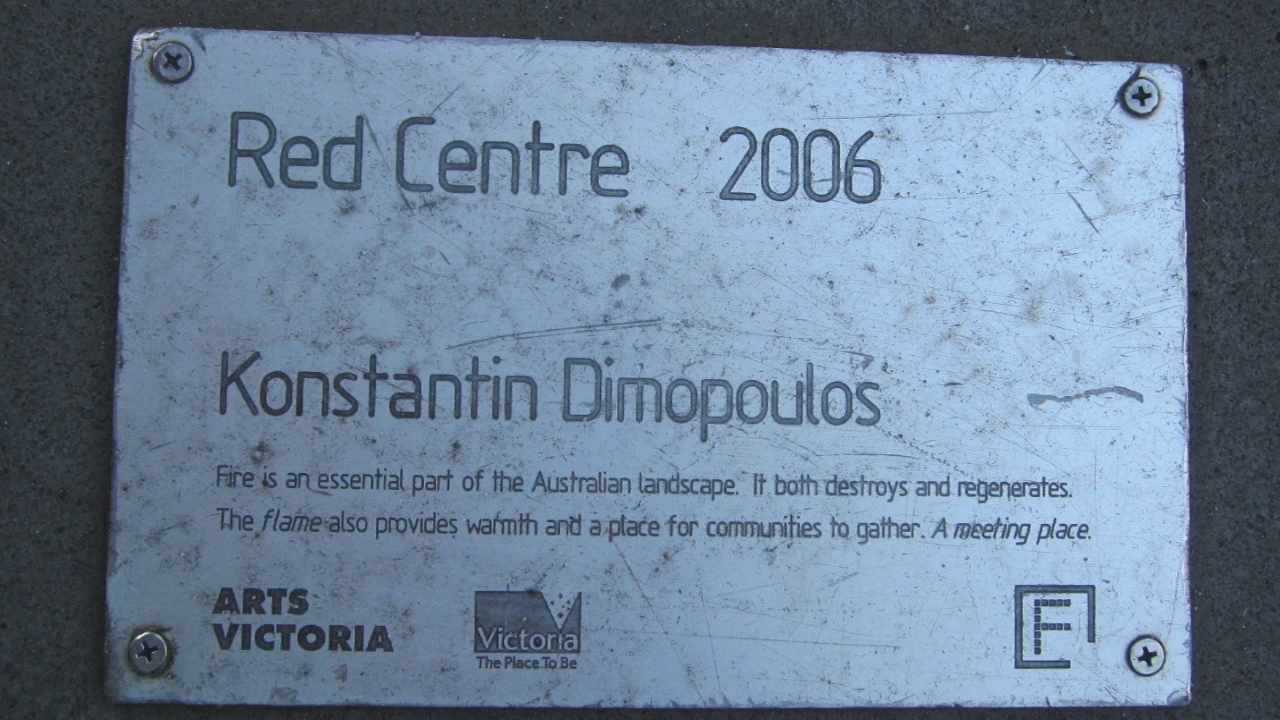 Red Centre 2006
Konstantin Dimopoulos
Fire is an essential part of the Australian landscape. It both destroys and regenerates.
The flame also provides warmth and a place for communities to gather. A meeting place.
ARTS
VICTORIA
Victoria
The Place To Be
F